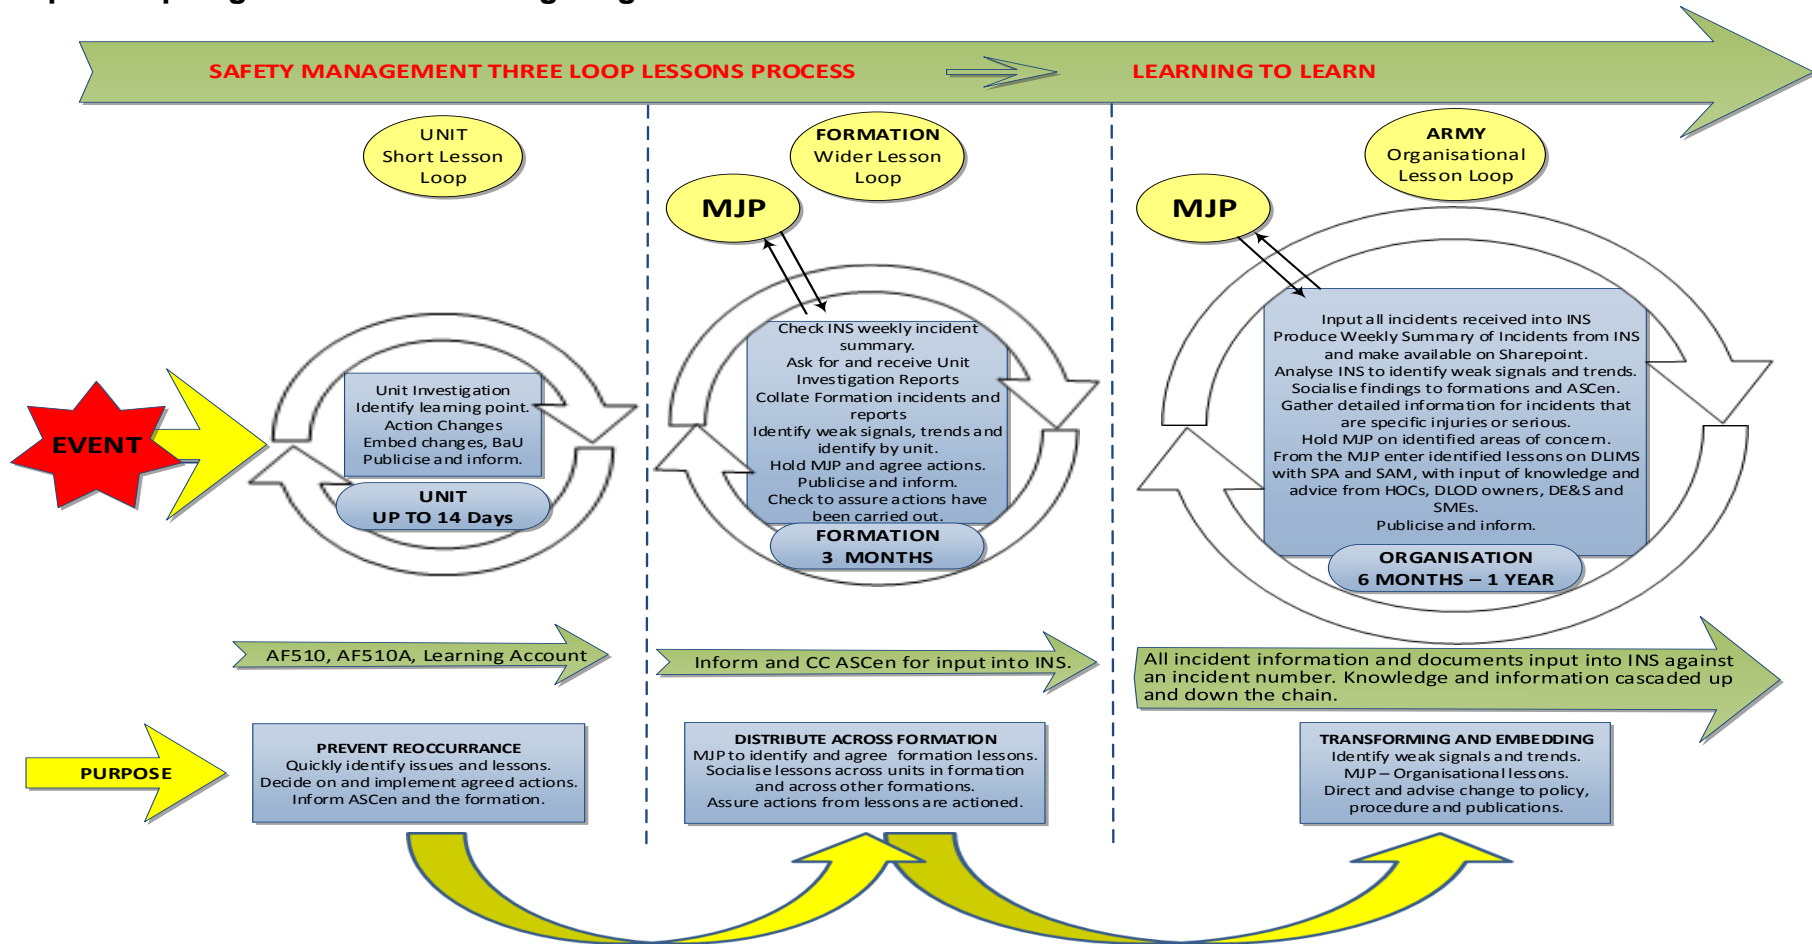 SAFETY MANAGEMENT THREE LOOP LESSONS PROCESS
LEARNING TO LEARN
UNIT
Short Lesson
Loop
FORMATION
Wider Lesson
Loop
ARMY
Organisational
Lesson Loop
MJP
MJP
EVENT
Unit Investigation
Identify learning point.
Action Changes
Embed changes, BaU
Publicise and inform.
UNIT
UP TO 14 Days
Check INS weekly incident
summary.
Ask for and receive Unit
Investigation Reports
Collate Formation incidents and
reports
Identify weak signals, trends and
identify by unit.
Hold MJP and agree actions.
Publicise and inform.
Check to assure actions have
been carried out.
FORMATION
3 MONTHS
Input all incidents received into INS
Produce Weekly Summary of Incidents from INS
and make available on Sharepoint.
Analyse INS to identify weak signals and trends.
Socialise findings to formations and ASCen.
Gather detailed information for incidents that
are specific injuries or serious.
Hold MJP on identified areas of concern.
From the MJP enter identified lessons on DLIMS
with SPA and SAM, with input of knowledge and
advice from HOCs, DLOD owners, DE&S and
SMEs.
Publicise and inform.
ORGANISATION
6 MONTHS – 1 YEAR
AF510, AF510A, Learning Account
Inform and CC ASCen for input into INS.
All incident information and documents input into INS against
an incident number. Knowledge and information cascaded up
and down the chain.
PURPOSE
PREVENT REOCCURRANCE
Quickly identify issues and lessons.
Decide on and implement agreed actions.
Inform ASCen and the formation.
DISTRIBUTE ACROSS FORMATION
MJP to identify and agree formation lessons.
Socialise lessons across units in formation
and across other formations.
Assure actions from lessons are actioned.
TRANSFORMING AND EMBEDDING
Identify weak signals and trends.
MJP – Organisational lessons.
Direct and advise change to policy,
procedure and publications.